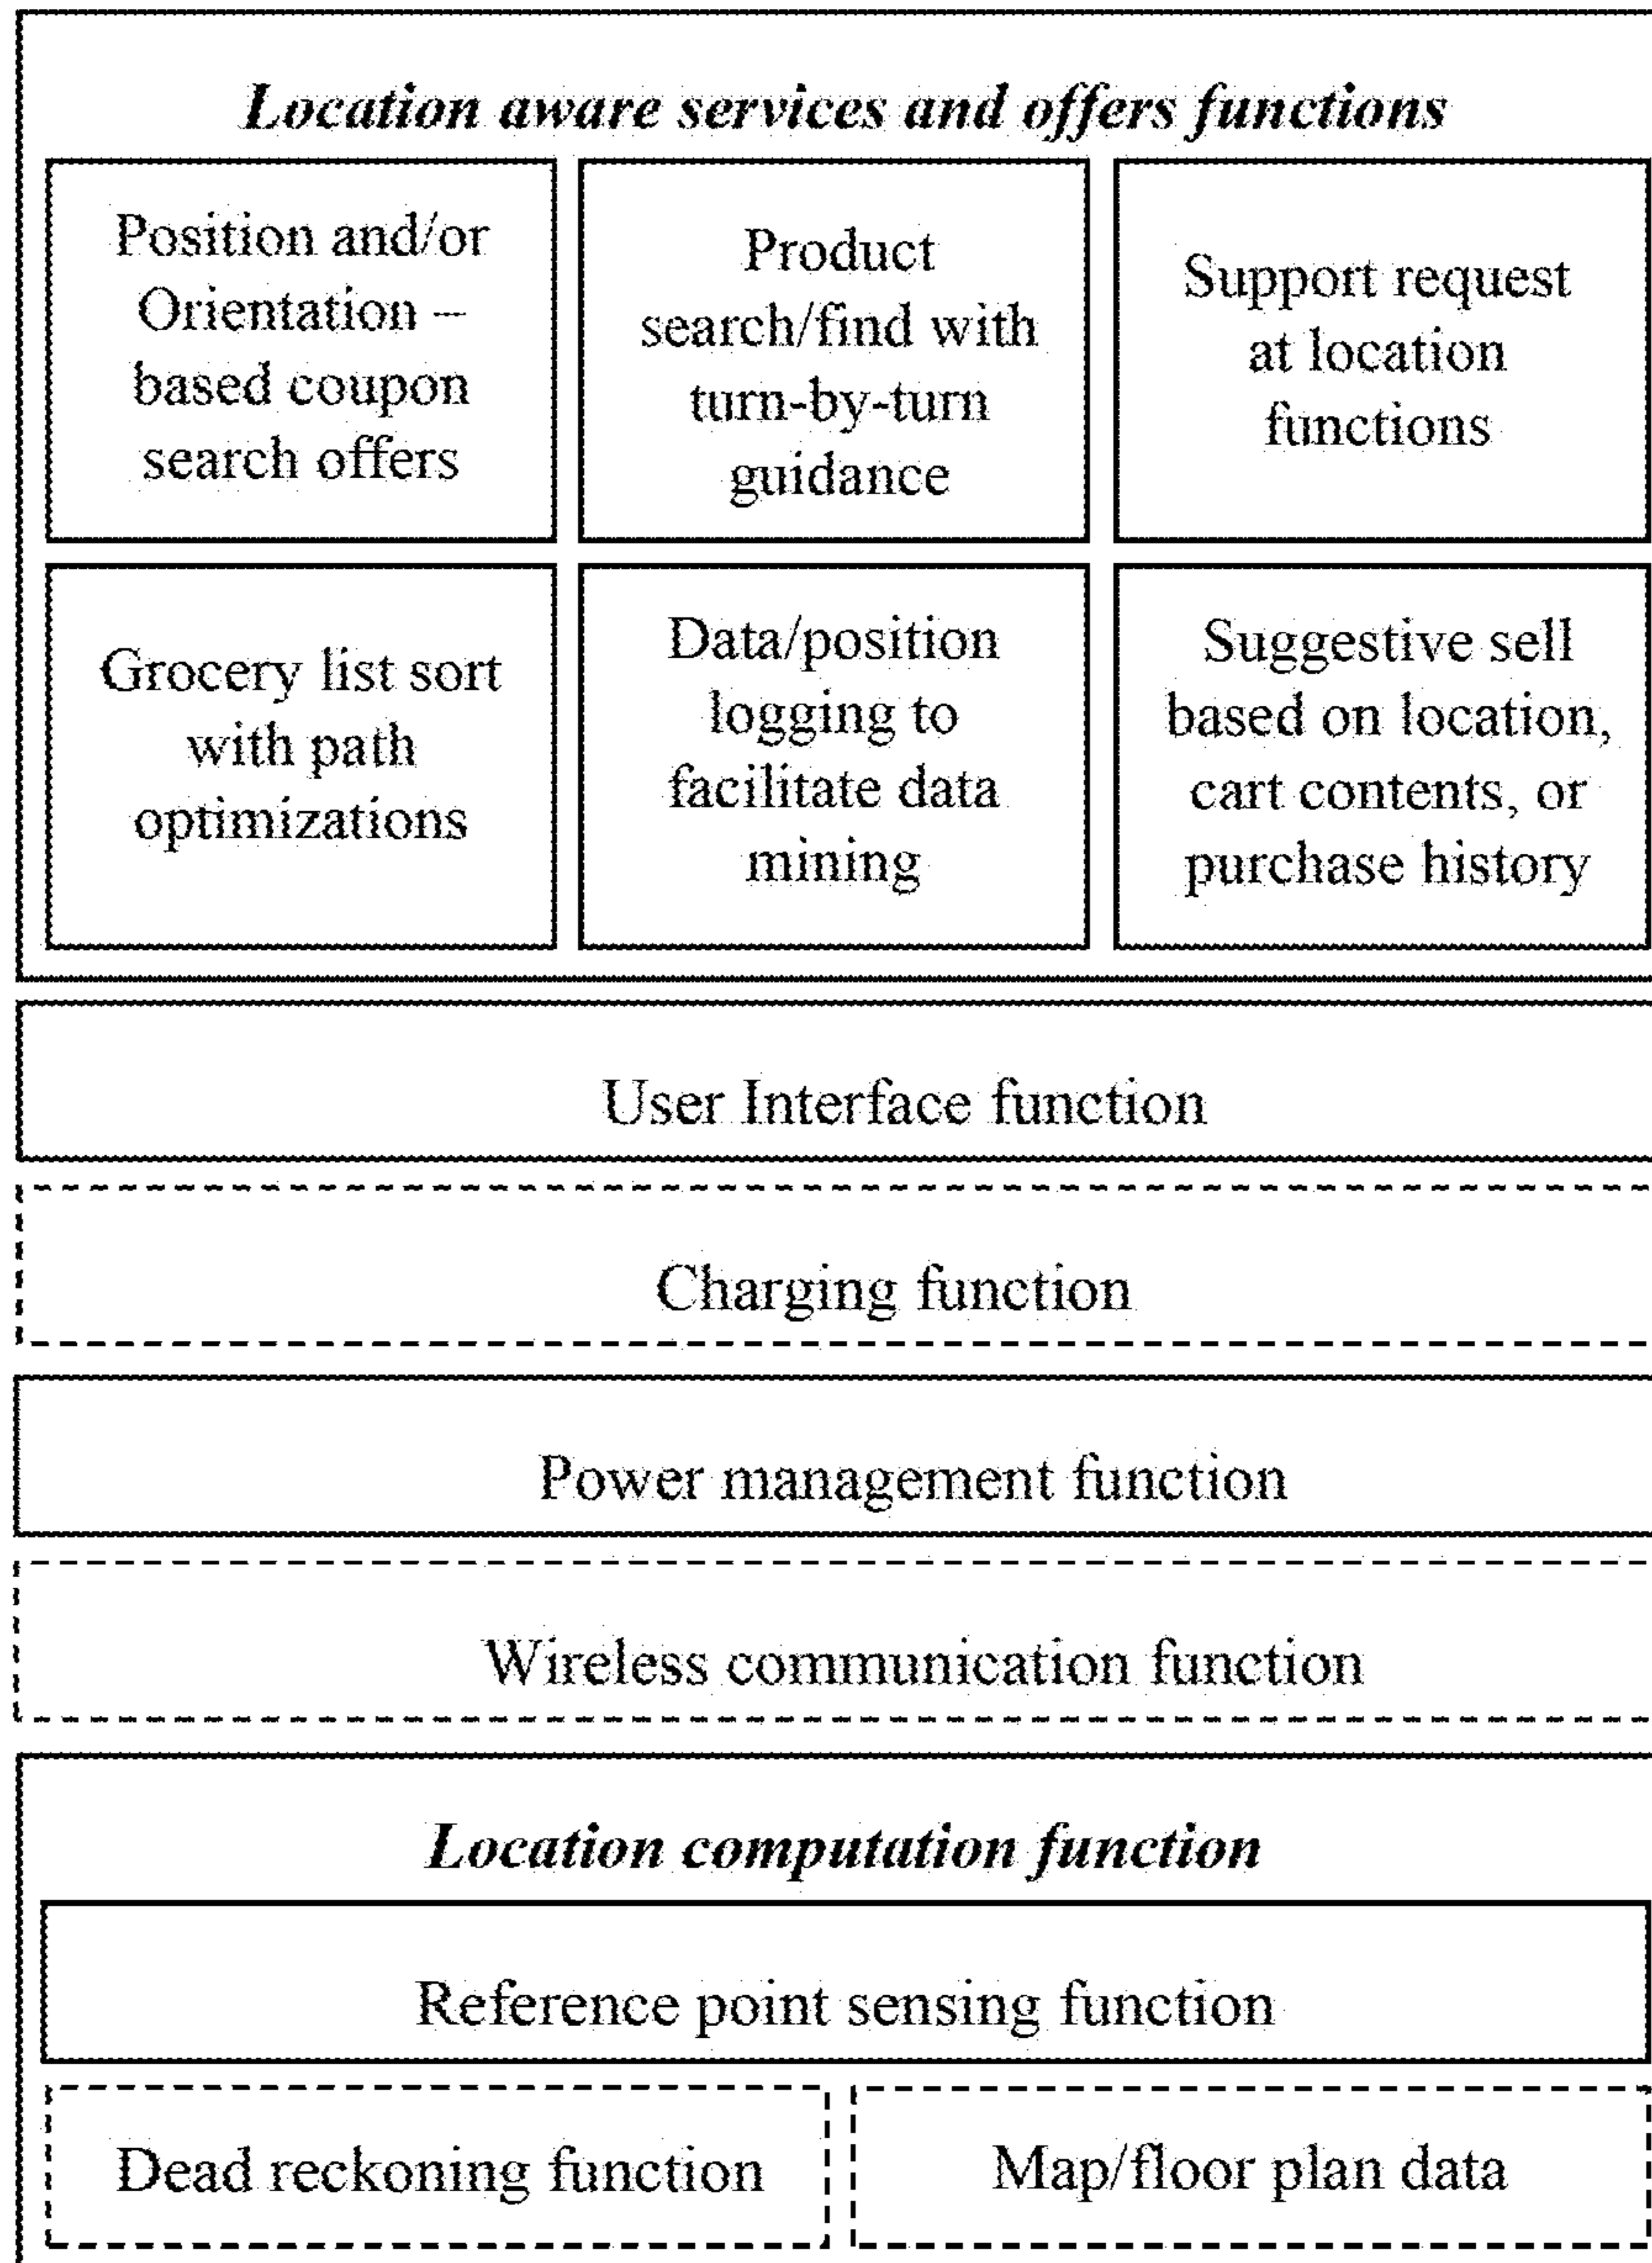 Location aware services and offers functions
Position and/or
Orientation –
based coupon
search offers
Product
search/find with
turn-by-turn
guidance
Support request
at location
functions
Grocery list sort
with path
optimizations
Data/position
logging to
facilitate data
mining
Suggestive sell
based on location,
cart contents, or
purchase history
User Interface function
Charging function
Power management function
Wireless communication function
Location computation function
Reference point sensing function
Dead reckoning function
Map/floor plan data